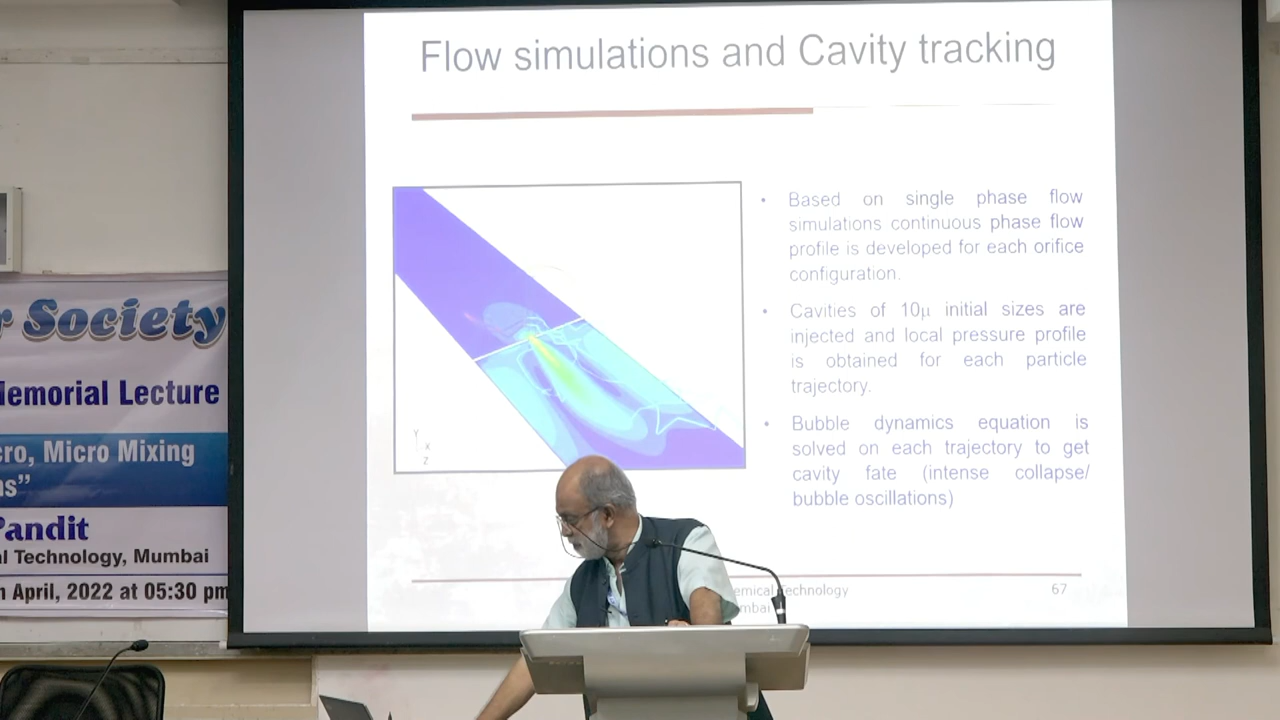 Flow simulations and Cavity tracking
• Based on single phase flow
simulations continuous phase flow
profile is developed for each orifice
configuration.
• Cavities of 10μ initial sizes are
injected and local pressure profile
is obtained for each particle
trajectory.
• Bubble dynamics equation is
solved on each trajectory to get
cavity fate (intense collapse/
bubble oscillations)
Y
X
Z
Technology
67
Society
Lecture
Micro Mixing
Pandit
Technology, Mumbai
April, 2022 at 05:30 pm